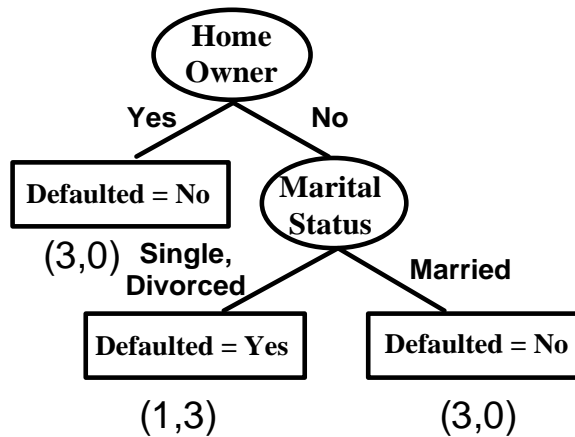 Home
Owner
Yes
No
Defaulted = No
Marital
Status
(3,0)
Single,
Divorced
Married
Defaulted = Yes
Defaulted = No
(1,3)
(3,0)